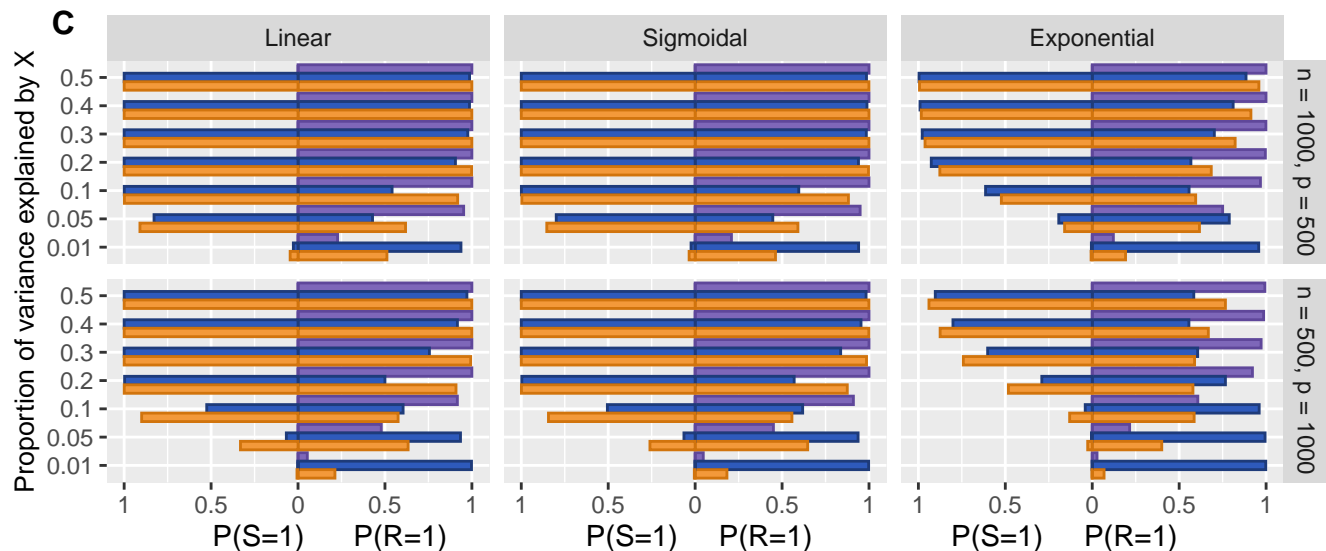 C
Linear Sigmoidal Exponential
Proportion of variance explained by X
0.5
0.4
0.3
0.2
0.1
0.05
0.01
n = 1000, p = 500
0.5
0.4
0.3
0.2
0.1
0.05
0.01
n = 500, p = 1000
1 0.5 0 0.5 1 1 0.5 0 0.5 1 1 0.5 0 0.5 1
P(S=1) P(R=1) P(S=1) P(R=1) P(S=1) P(R=1)